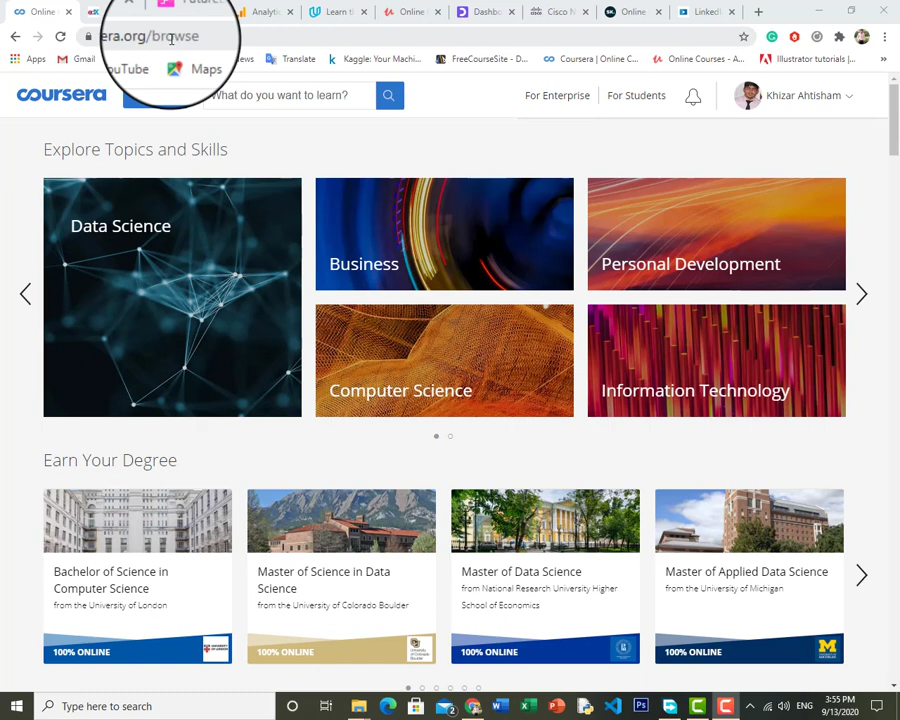 Online
Future
Analytic
Learn t
Online
Dashbo
Cisco N
Online
LinkedI
era.org/browse
Apps
Gmail
ouTube
Maps
ews
Translate
Kaggle: Your Machi...
FreeCourseSite - D...
Coursera | Online C...
Online Courses - A...
Illustrator tutorials |...
»
coursera
What do you want to learn?
For Enterprise
For Students
Khizar Ahtisham
Explore Topics and Skills
Data Science
Business
Personal Development
Computer Science
Information Technology
Earn Your Degree
Bachelor of Science in
Computer Science
from the University of London
100% ONLINE
Master of Science in Data
Science
from the University of Colorado Boulder
100% ONLINE
Master of Data Science
from National Research University Higher
School of Economics
100% ONLINE
Master of Applied Data Science
from the University of Michigan
100% ONLINE
Type here to search
ENG
3:55 PM
9/13/2020